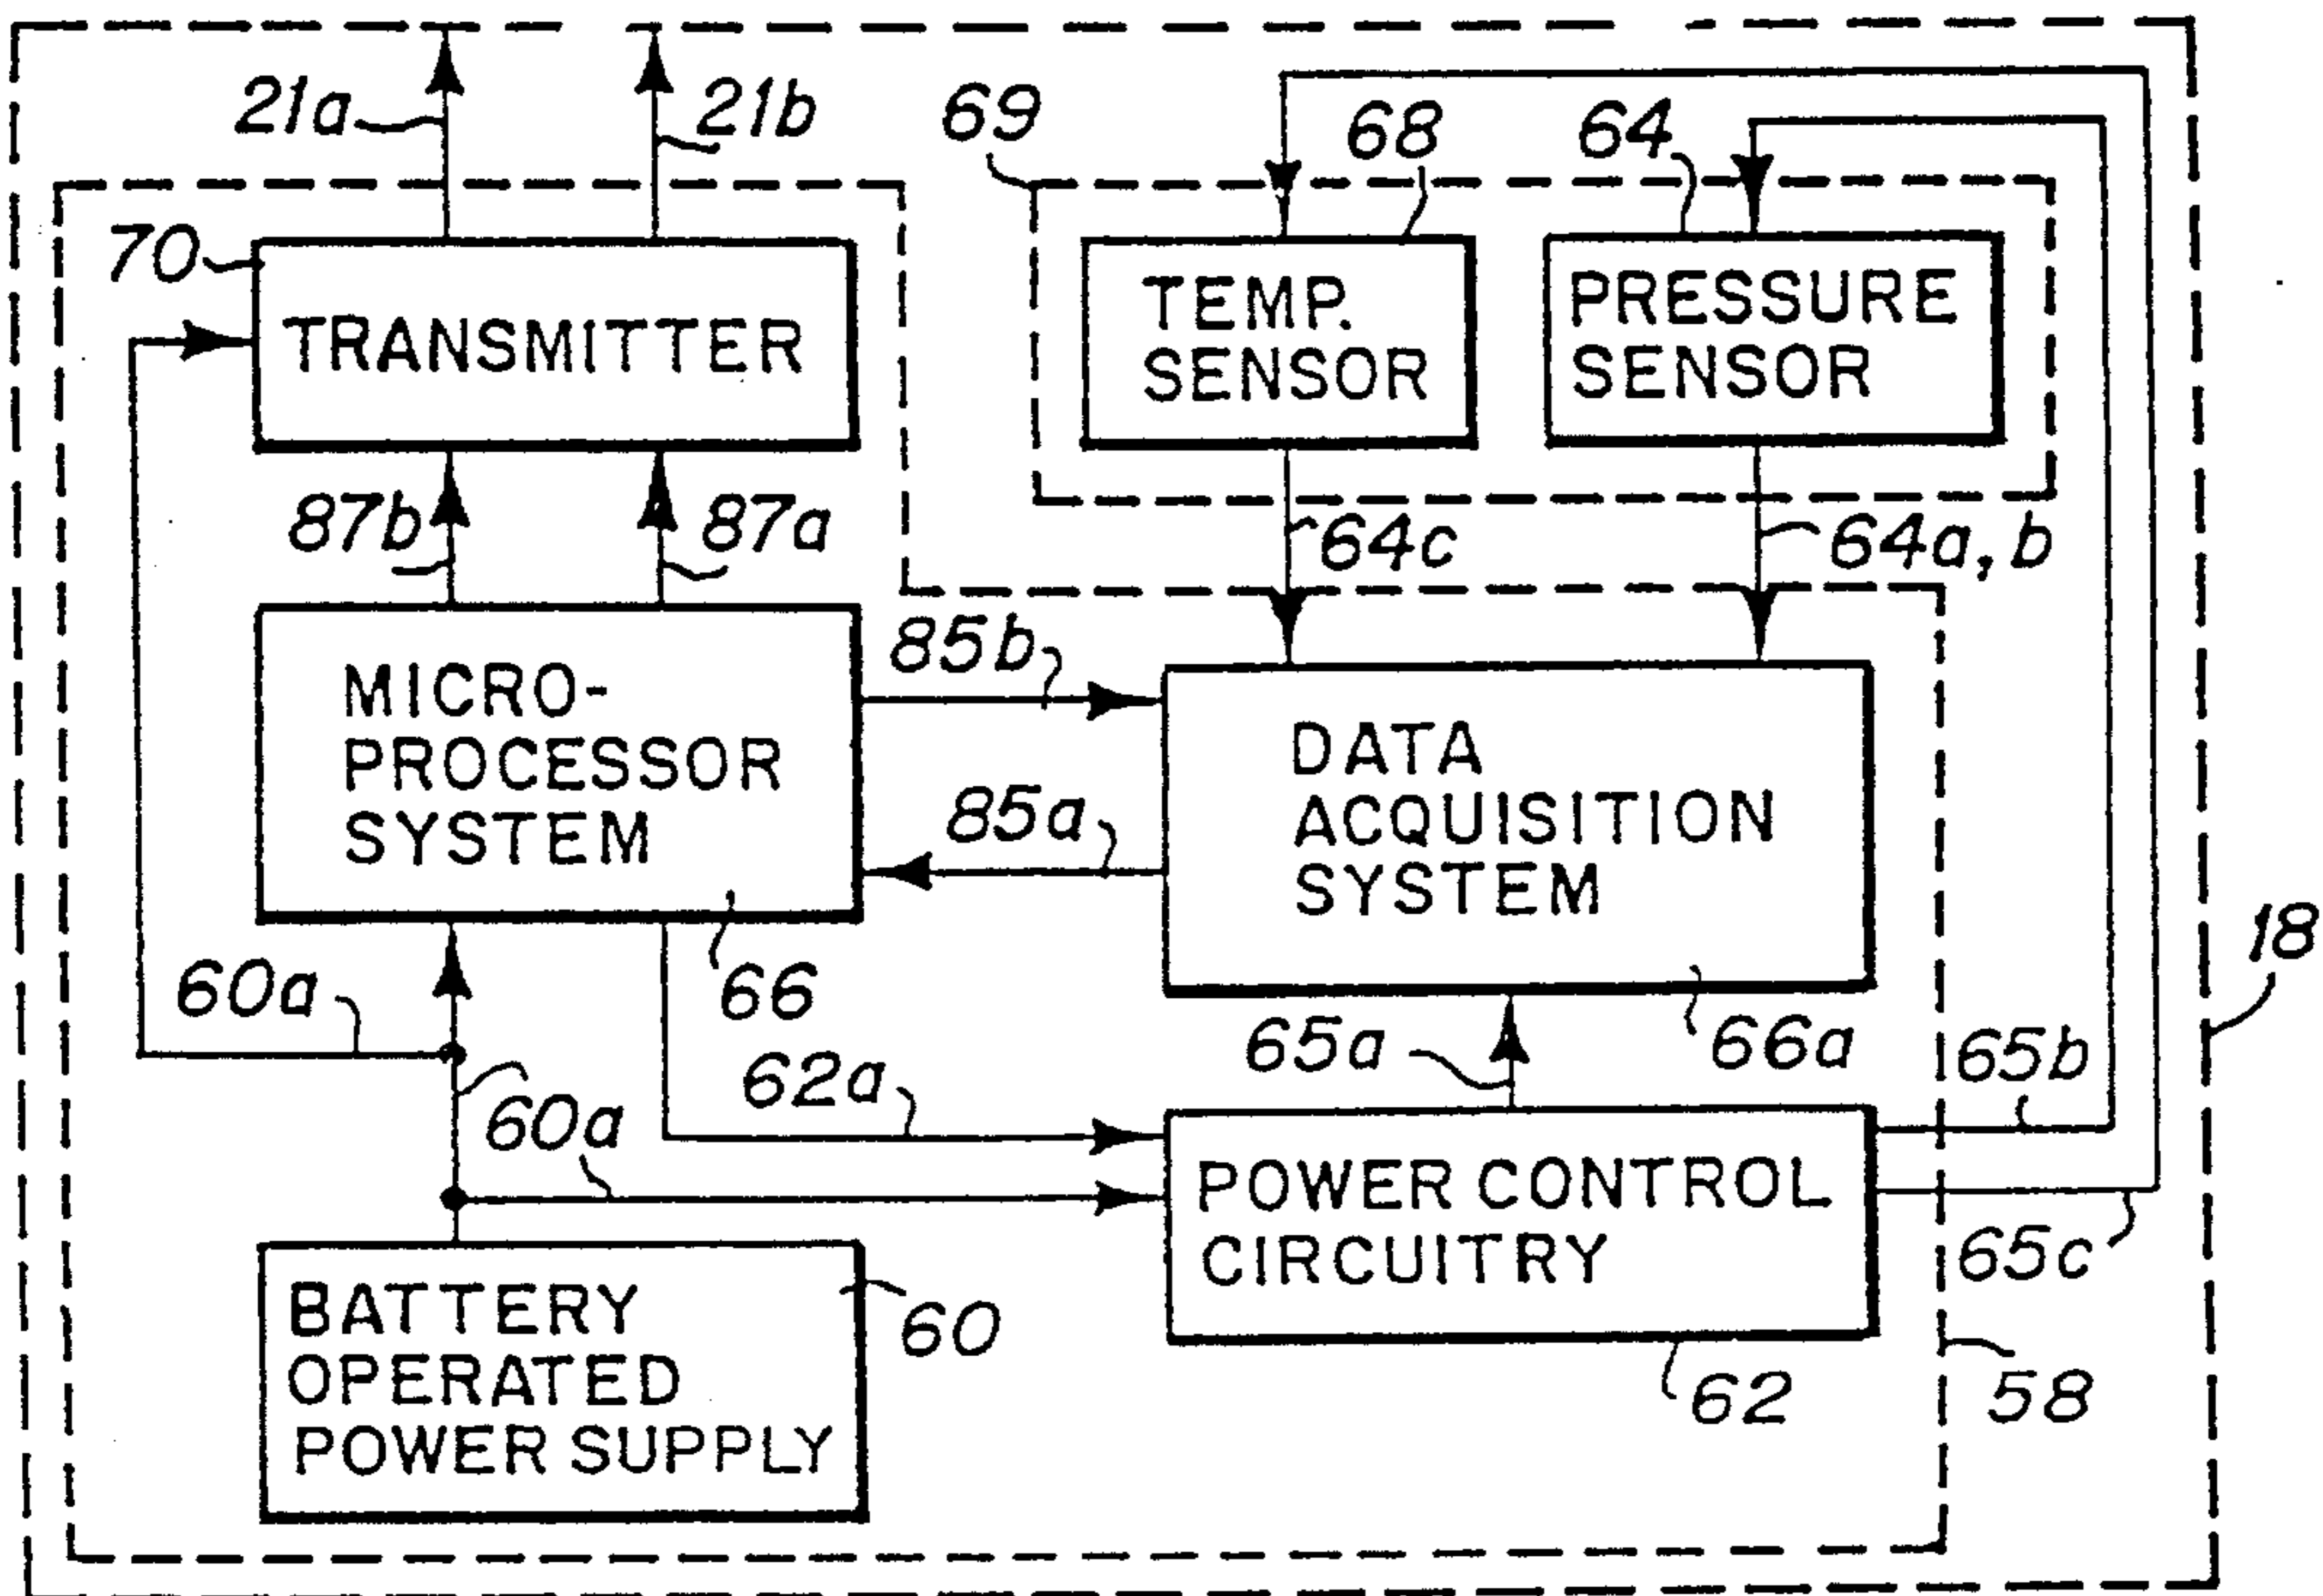 21a
21b
69
68
64
70
TRANSMITTER
TEMP.
SENSOR
PRESSURE
SENSOR
87b
87a
64c
64a, b
85b
MICRO-
PROCESSOR
SYSTEM
85a
DATA
ACQUISITION
SYSTEM
18
60a
66
65a
66a
65b
62a
60a
POWER CONTROL
CIRCUITRY
65c
BATTERY
OPERATED
POWER SUPPLY
60
62
58